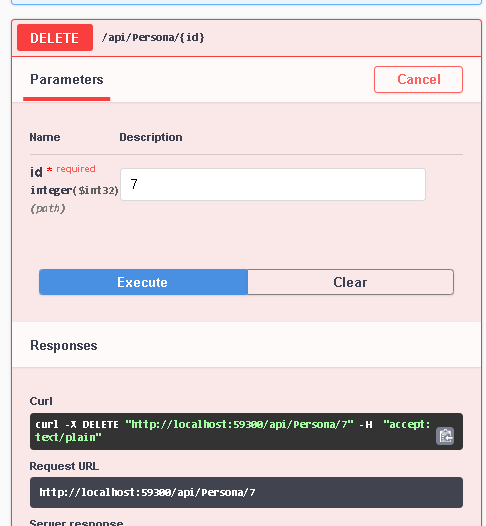 DELETE /api/Persona/{id}
Parameters Cancel
Name Description
id * required
integer($int32) 7
(path)
Execute Clear
Responses
Curl
curl -X DELETE "http://localhost:59300/api/Persona/7" -H  "accept:
text/plain"
Request URL
http://localhost:59300/api/Persona/7
Server response